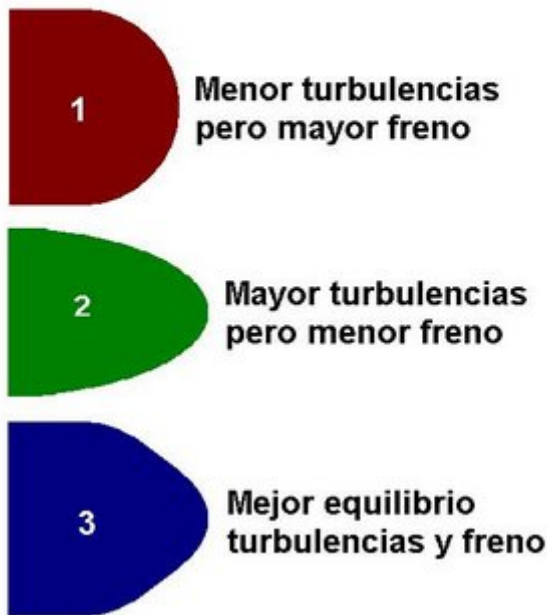 1
Menor turbulencias
pero mayor freno
2
Mayor turbulencias
pero menor freno
3
Mejor equilibrio
turbulencias y freno